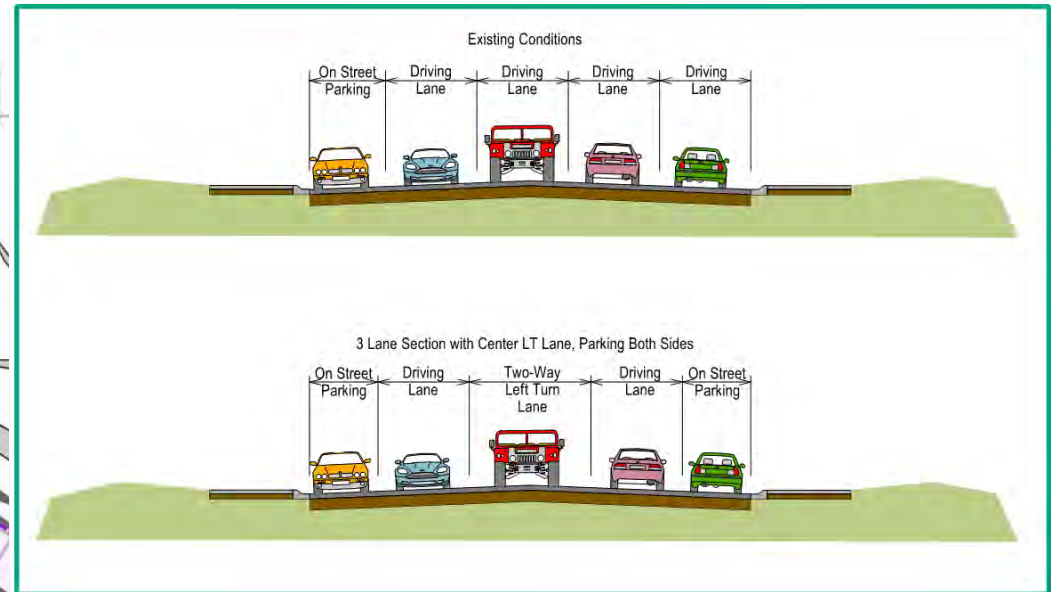 Existing Conditions
On Street Driving Driving Driving Driving
Parking Lane Lane Lane Lane
3 Lane Section with Center LT Lane, Parking Both Sides
On Street Driving Two-Way Driving On Street
Parking Lane Left Turn Lane Parking
Lane